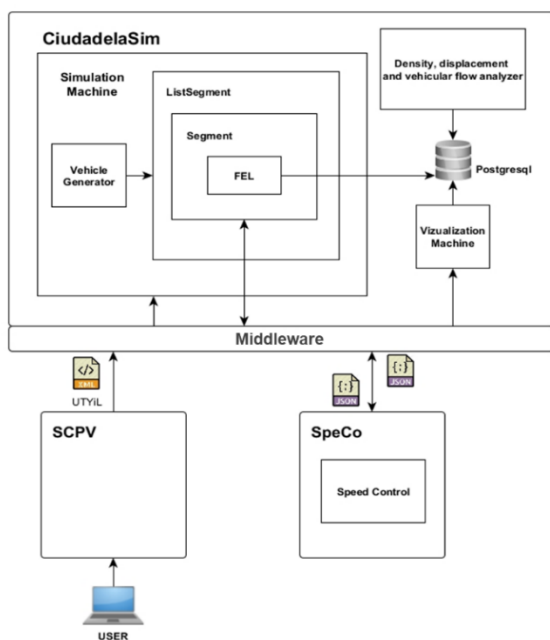 CiudadelaSim
Simulation
Machine
ListSegment
Segment
Vehicle
Generator
FEL
Density, displacement
and vehicular flow analyzer
Postgresql
Vizualization
Machine
Middleware
</>
XML
UTYiL
{:}
JSON
{:}
JSON
SCPV
SpeCo
Speed Control
USER